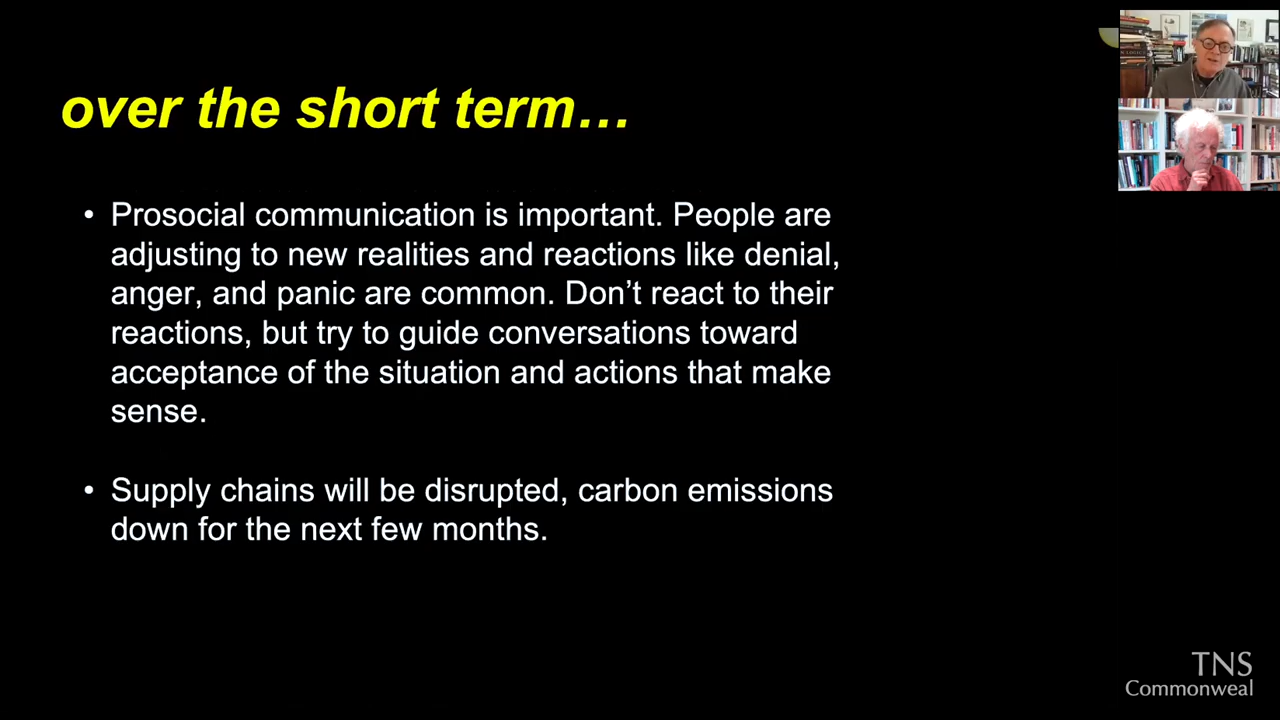 over the short term…
• Prosocial communication is important. People are
adjusting to new realities and reactions like denial,
anger, and panic are common. Don’t react to their
reactions, but try to guide conversations toward
acceptance of the situation and actions that make
sense.
• Supply chains will be disrupted, carbon emissions
down for the next few months.
TNS
Commonweal